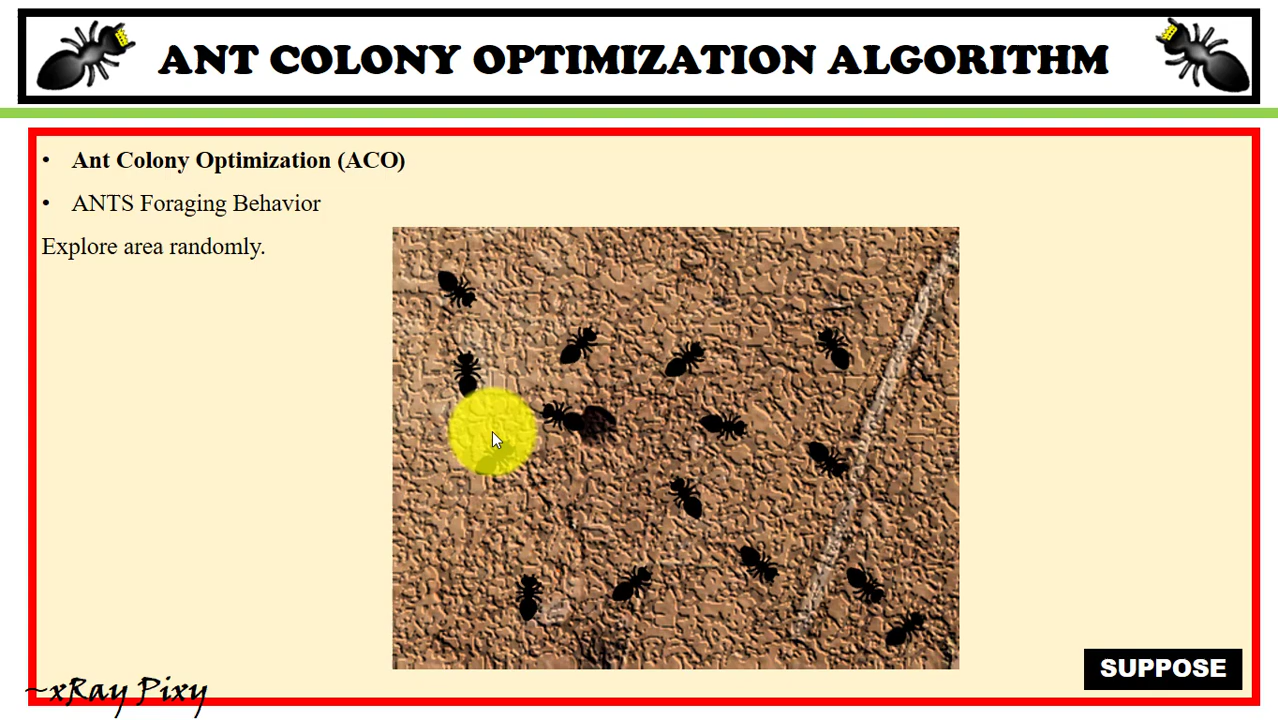 ANT COLONY OPTIMIZATION ALGORITHM
• Ant Colony Optimization (ACO)
• ANTS Foraging Behavior
Explore area randomly.
SUPPOSE
~xRay Pixy